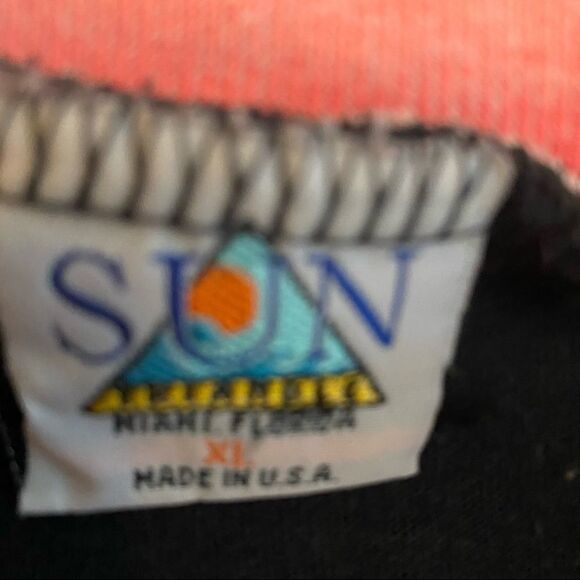 SUN
MIAMI, FLORIDA
XL
MADE IN U.S.A.